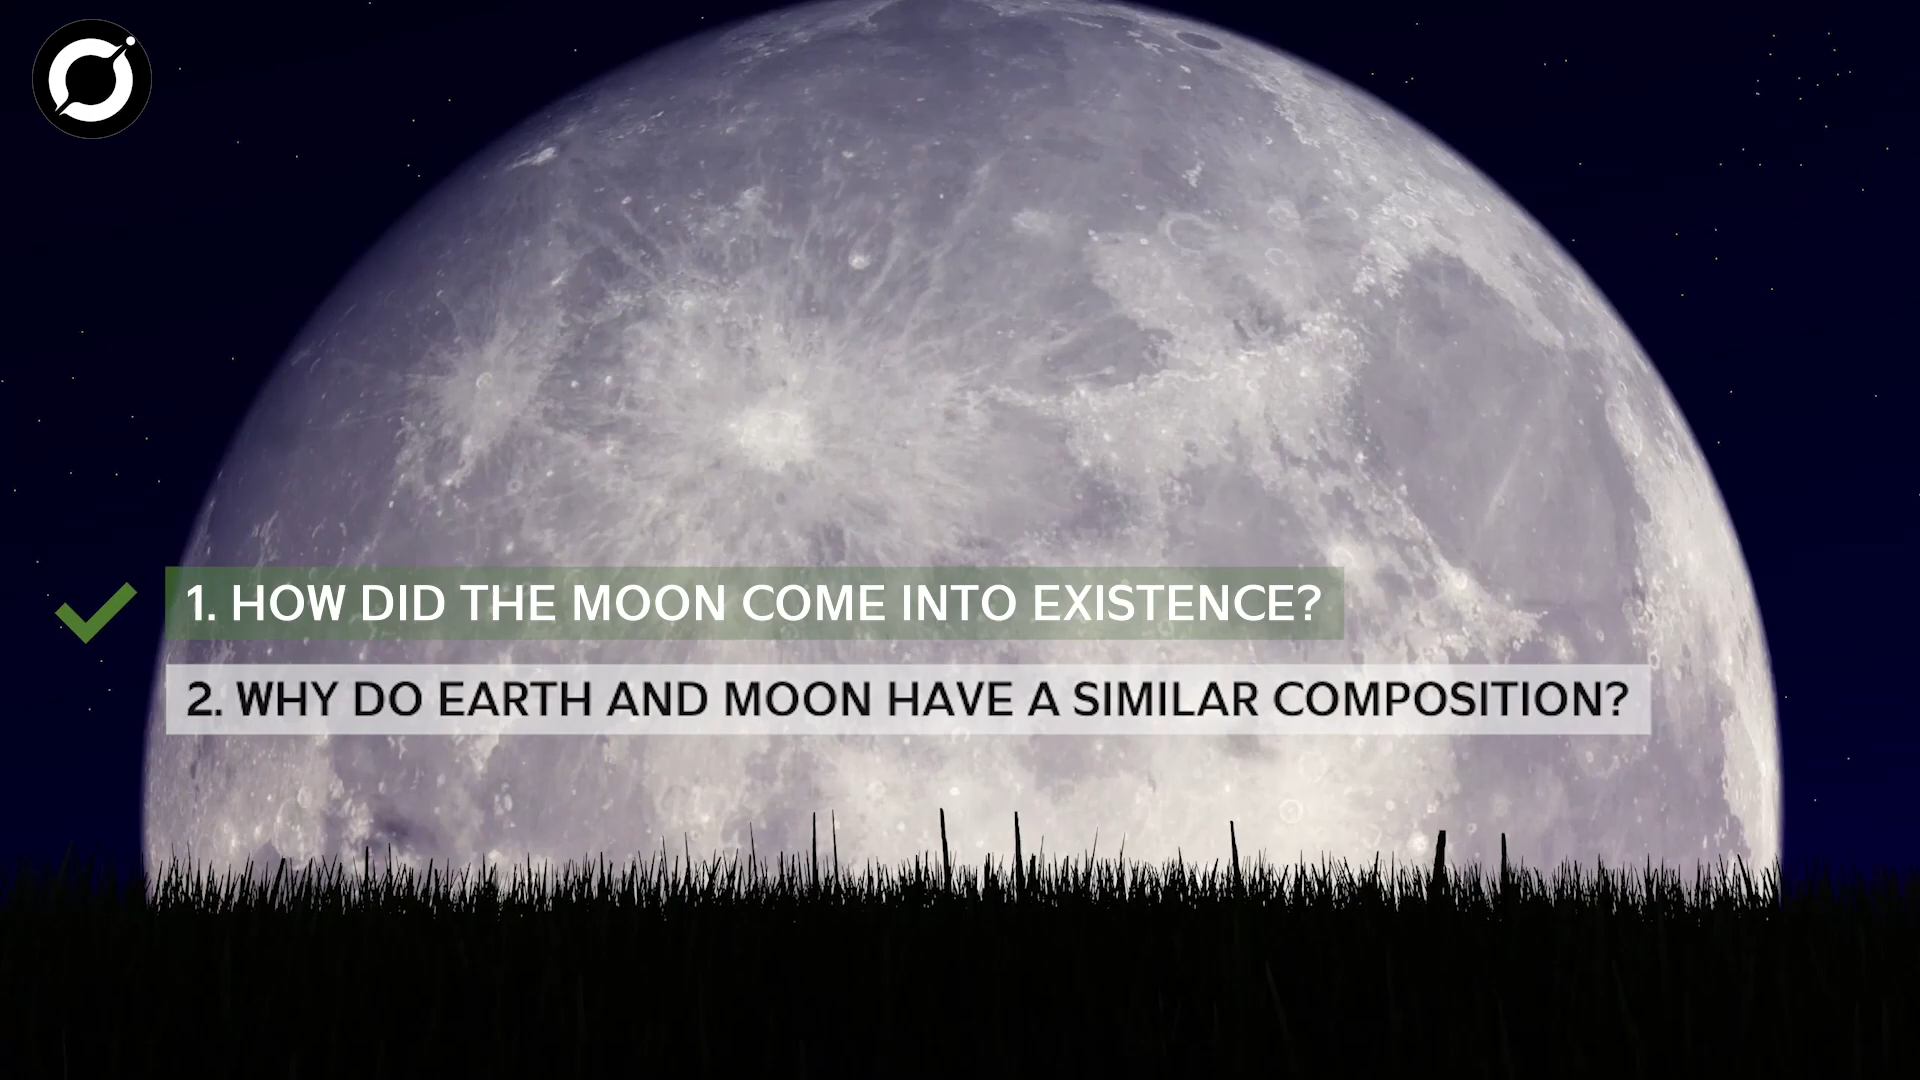 1. HOW DID THE MOON COME INTO EXISTENCE?
2. WHY DO EARTH AND MOON HAVE A SIMILAR COMPOSITION?